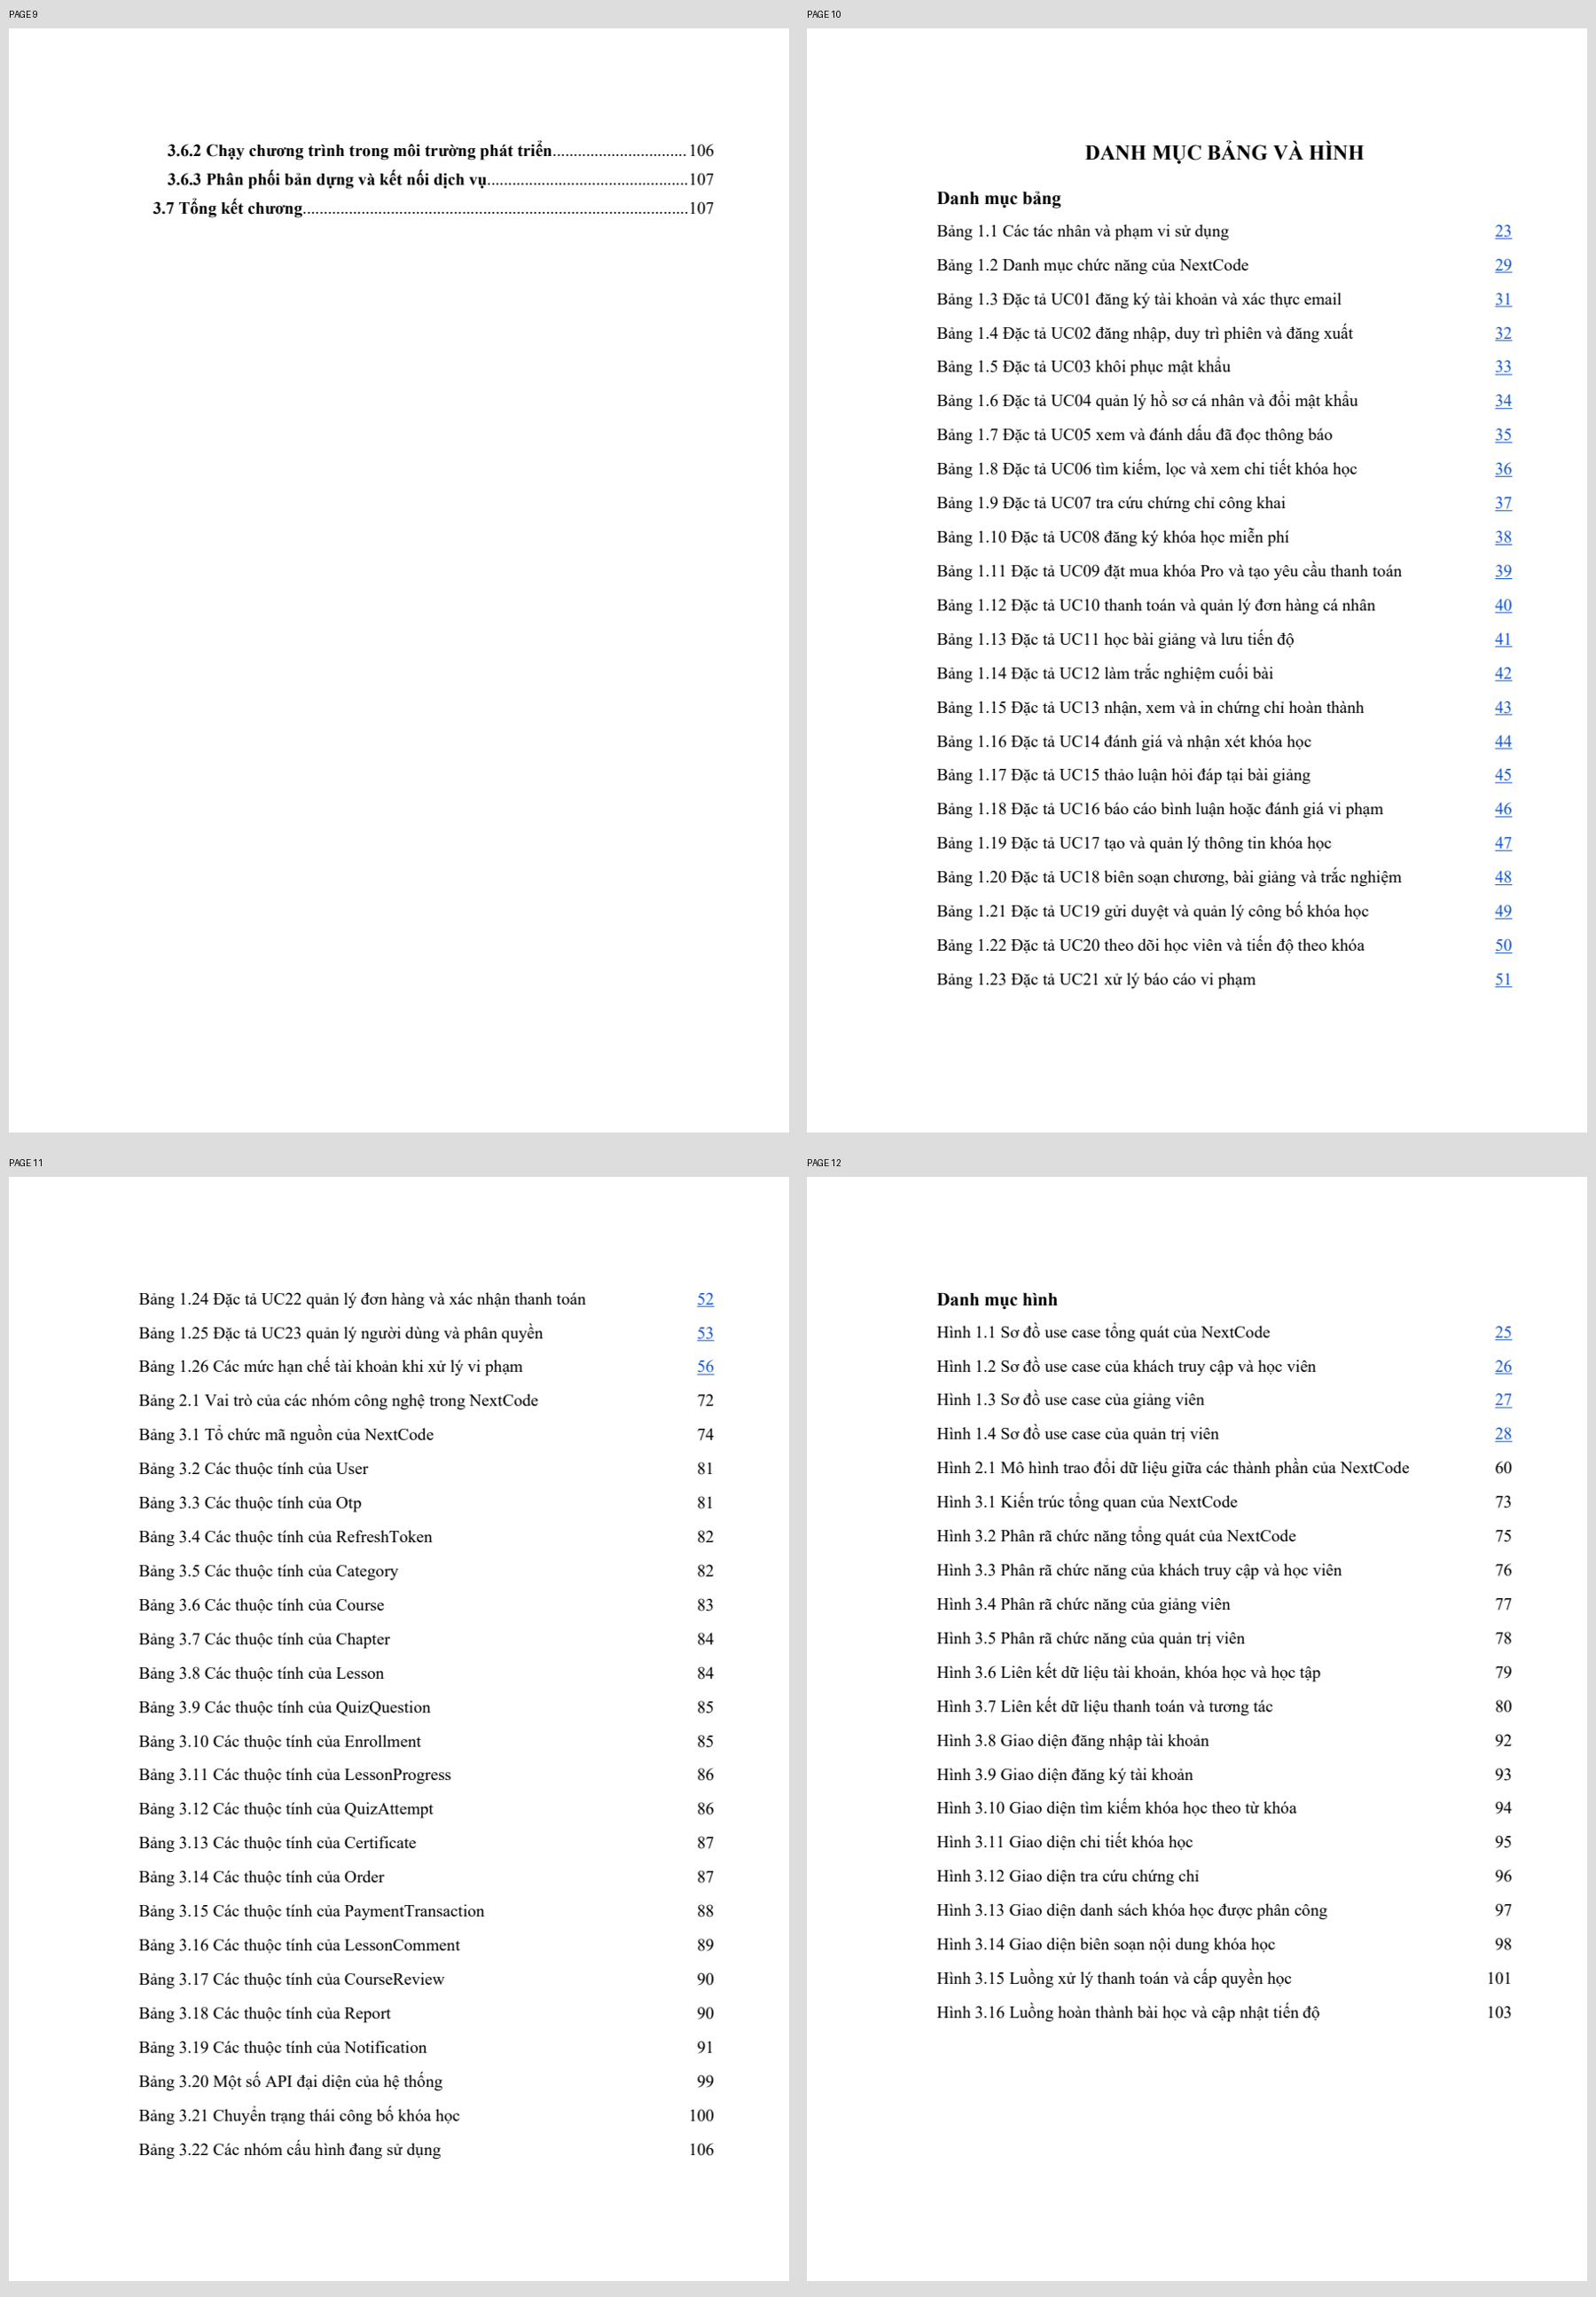 PAGE 9
3.6.2 Chạy chương trình trong môi trường phát triển................................ 106
3.6.3 Phân phối bản dựng và kết nối dịch vụ................................................107
3.7 Tổng kết chương............................................................................................107
PAGE 10
DANH MỤC BẢNG VÀ HÌNH
Danh mục bảng
Bảng 1.1 Các tác nhân và phạm vi sử dụng 23
Bảng 1.2 Danh mục chức năng của NextCode 29
Bảng 1.3 Đặc tả UC01 đăng ký tài khoản và xác thực email 31
Bảng 1.4 Đặc tả UC02 đăng nhập, duy trì phiên và đăng xuất 32
Bảng 1.5 Đặc tả UC03 khôi phục mật khẩu 33
Bảng 1.6 Đặc tả UC04 quản lý hồ sơ cá nhân và đổi mật khẩu 34
Bảng 1.7 Đặc tả UC05 xem và đánh dấu đã đọc thông báo 35
Bảng 1.8 Đặc tả UC06 tìm kiếm, lọc và xem chi tiết khóa học 36
Bảng 1.9 Đặc tả UC07 tra cứu chứng chỉ công khai 37
Bảng 1.10 Đặc tả UC08 đăng ký khóa học miễn phí 38
Bảng 1.11 Đặc tả UC09 đặt mua khóa Pro và tạo yêu cầu thanh toán 39
Bảng 1.12 Đặc tả UC10 thanh toán và quản lý đơn hàng cá nhân 40
Bảng 1.13 Đặc tả UC11 học bài giảng và lưu tiến độ 41
Bảng 1.14 Đặc tả UC12 làm trắc nghiệm cuối bài 42
Bảng 1.15 Đặc tả UC13 nhận, xem và in chứng chỉ hoàn thành 43
Bảng 1.16 Đặc tả UC14 đánh giá và nhận xét khóa học 44
Bảng 1.17 Đặc tả UC15 thảo luận hỏi đáp tại bài giảng 45
Bảng 1.18 Đặc tả UC16 báo cáo bình luận hoặc đánh giá vi phạm 46
Bảng 1.19 Đặc tả UC17 tạo và quản lý thông tin khóa học 47
Bảng 1.20 Đặc tả UC18 biên soạn chương, bài giảng và trắc nghiệm 48
Bảng 1.21 Đặc tả UC19 gửi duyệt và quản lý công bố khóa học 49
Bảng 1.22 Đặc tả UC20 theo dõi học viên và tiến độ theo khóa 50
Bảng 1.23 Đặc tả UC21 xử lý báo cáo vi phạm 51
PAGE 11
Bảng 1.24 Đặc tả UC22 quản lý đơn hàng và xác nhận thanh toán 52
Bảng 1.25 Đặc tả UC23 quản lý người dùng và phân quyền 53
Bảng 1.26 Các mức hạn chế tài khoản khi xử lý vi phạm 56
Bảng 2.1 Vai trò của các nhóm công nghệ trong NextCode 72
Bảng 3.1 Tổ chức mã nguồn của NextCode 74
Bảng 3.2 Các thuộc tính của User 81
Bảng 3.3 Các thuộc tính của Otp 81
Bảng 3.4 Các thuộc tính của RefreshToken 82
Bảng 3.5 Các thuộc tính của Category 82
Bảng 3.6 Các thuộc tính của Course 83
Bảng 3.7 Các thuộc tính của Chapter 84
Bảng 3.8 Các thuộc tính của Lesson 84
Bảng 3.9 Các thuộc tính của QuizQuestion 85
Bảng 3.10 Các thuộc tính của Enrollment 85
Bảng 3.11 Các thuộc tính của LessonProgress 86
Bảng 3.12 Các thuộc tính của QuizAttempt 86
Bảng 3.13 Các thuộc tính của Certificate 87
Bảng 3.14 Các thuộc tính của Order 87
Bảng 3.15 Các thuộc tính của PaymentTransaction 88
Bảng 3.16 Các thuộc tính của LessonComment 89
Bảng 3.17 Các thuộc tính của CourseReview 90
Bảng 3.18 Các thuộc tính của Report 90
Bảng 3.19 Các thuộc tính của Notification 91
Bảng 3.20 Một số API đại diện của hệ thống 99
Bảng 3.21 Chuyển trạng thái công bố khóa học 100
Bảng 3.22 Các nhóm cấu hình đang sử dụng 106
PAGE 12
Danh mục hình
Hình 1.1 Sơ đồ use case tổng quát của NextCode 25
Hình 1.2 Sơ đồ use case của khách truy cập và học viên 26
Hình 1.3 Sơ đồ use case của giảng viên 27
Hình 1.4 Sơ đồ use case của quản trị viên 28
Hình 2.1 Mô hình trao đổi dữ liệu giữa các thành phần của NextCode 60
Hình 3.1 Kiến trúc tổng quan của NextCode 73
Hình 3.2 Phân rã chức năng tổng quát của NextCode 75
Hình 3.3 Phân rã chức năng của khách truy cập và học viên 76
Hình 3.4 Phân rã chức năng của giảng viên 77
Hình 3.5 Phân rã chức năng của quản trị viên 78
Hình 3.6 Liên kết dữ liệu tài khoản, khóa học và học tập 79
Hình 3.7 Liên kết dữ liệu thanh toán và tương tác 80
Hình 3.8 Giao diện đăng nhập tài khoản 92
Hình 3.9 Giao diện đăng ký tài khoản 93
Hình 3.10 Giao diện tìm kiếm khóa học theo từ khóa 94
Hình 3.11 Giao diện chi tiết khóa học 95
Hình 3.12 Giao diện tra cứu chứng chỉ 96
Hình 3.13 Giao diện danh sách khóa học được phân công 97
Hình 3.14 Giao diện biên soạn nội dung khóa học 98
Hình 3.15 Luồng xử lý thanh toán và cấp quyền học 101
Hình 3.16 Luồng hoàn thành bài học và cập nhật tiến độ 103